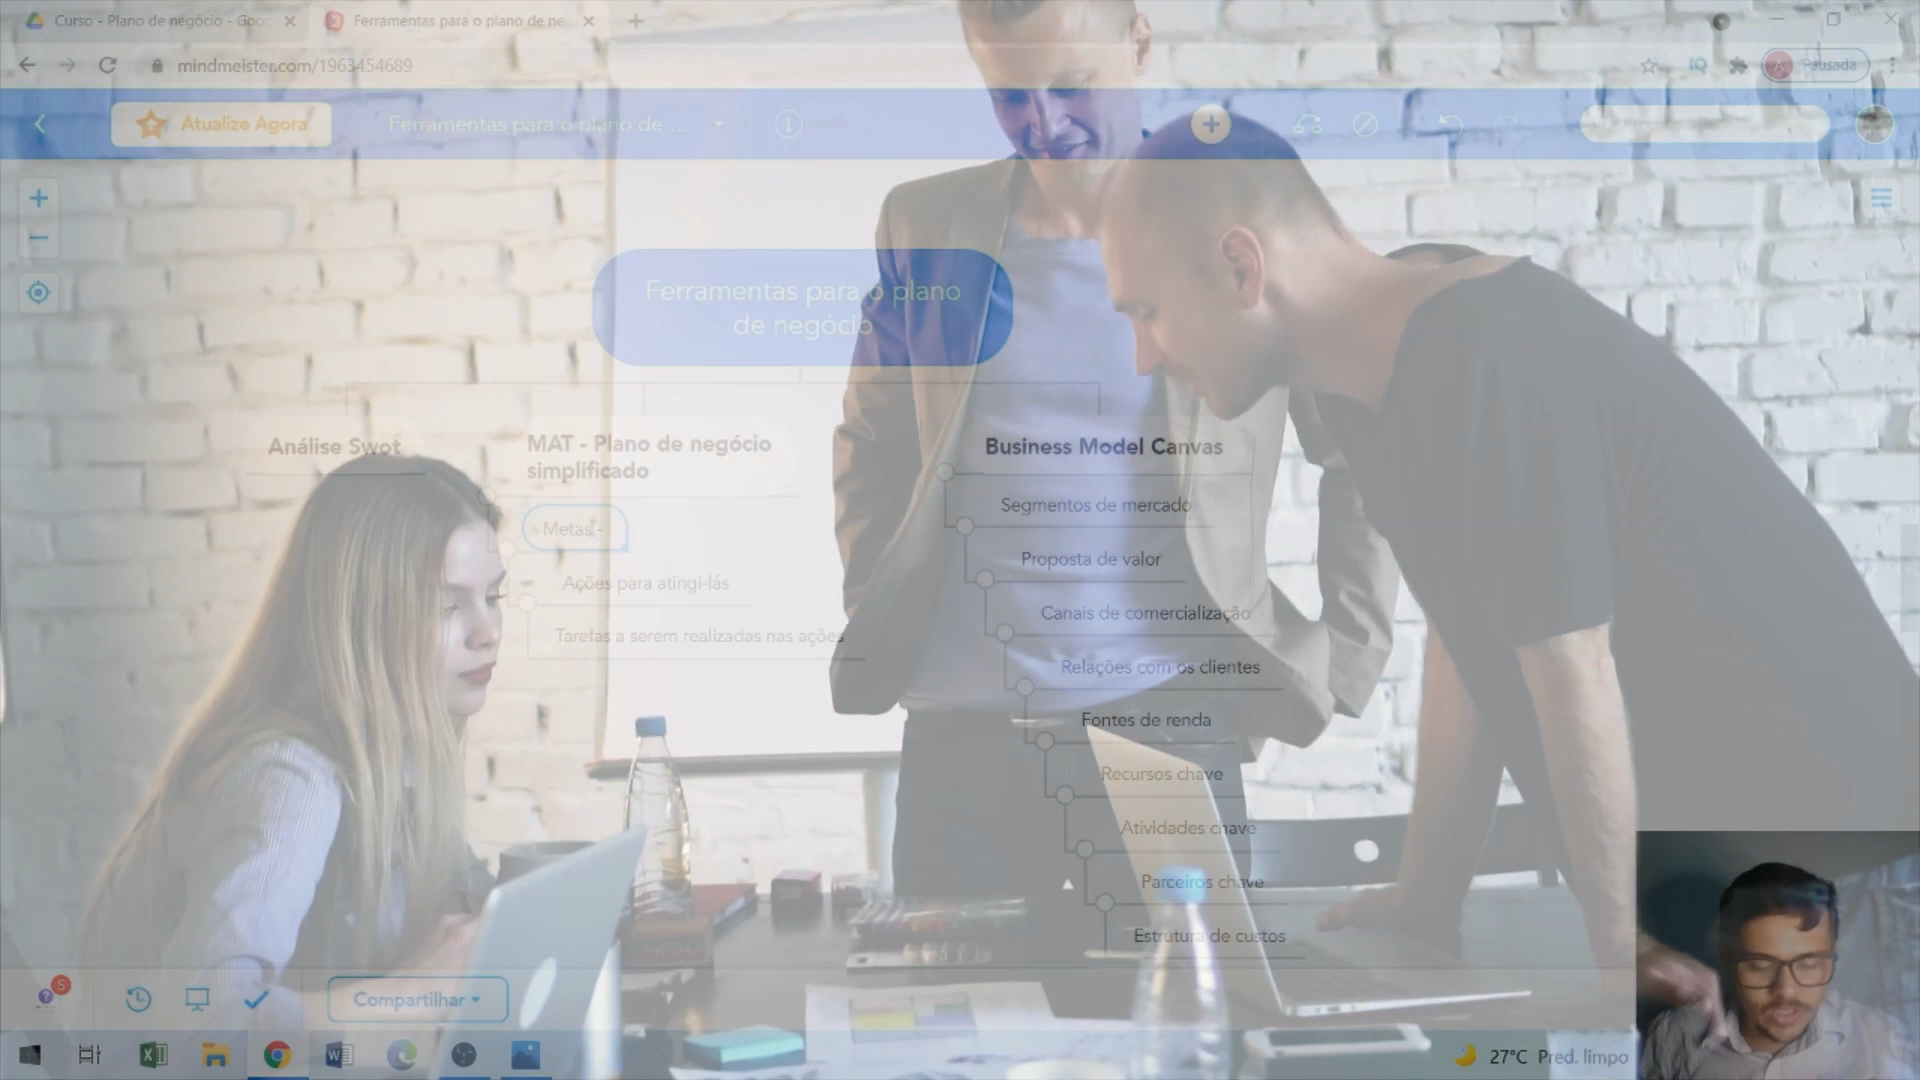 Curso - Plano de negócio - Goo
Ferramentas para o plano de ne
mindmeister.com/1963454689
Pausada
Atualize Agora
Ferramentas para o plano de ...
Ferramentas para o plano
de negócio
Análise Swot
MAT - Plano de negócio
simplificado
Metas -
Ações para atingi-lás
Tarefas a serem realizadas nas ações
Business Model Canvas
Segmentos de mercado
Proposta de valor
Canais de comercialização
Relações com os clientes
Fontes de renda
Recursos chave
Atividades chave
Parceiros chave
Estrutura de custos
5
Compartilhar
27°C Pred. limpo